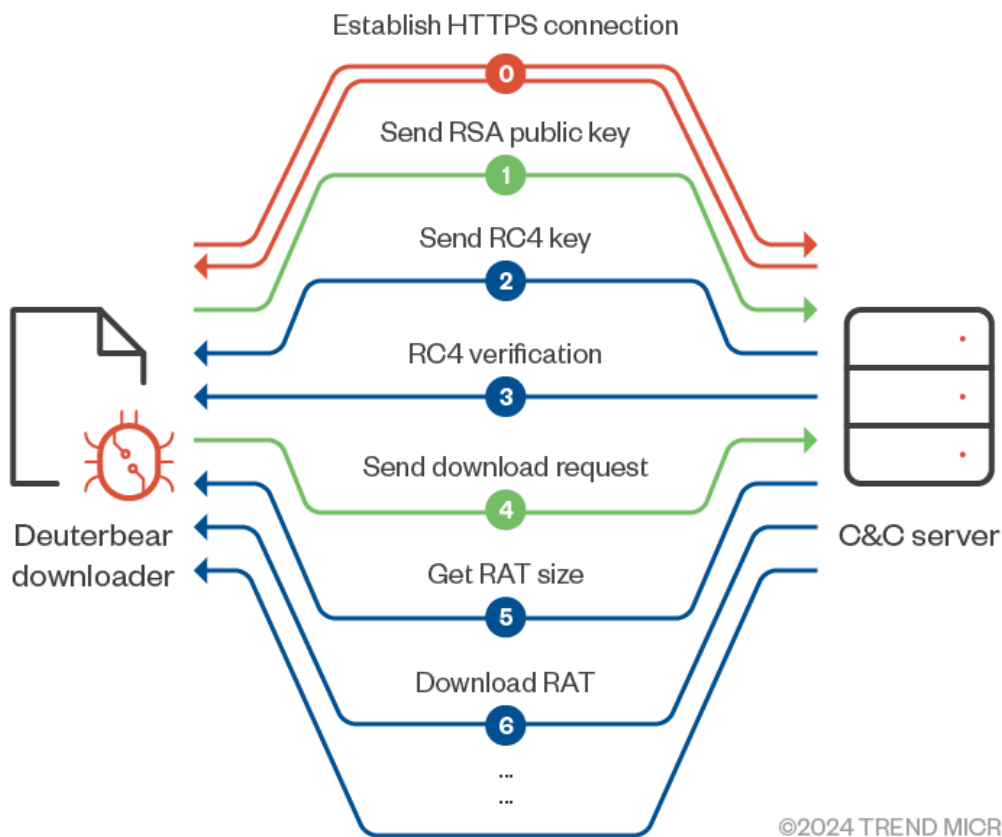 Establish HTTPS connection
0
Send RSA public key
1
Send RC4 key
2
RC4 verification
3
Send download request
4
Get RAT size
5
Download RAT
6
...
...
Deuterbear
downloader
C&C server
©2024 TREND MICR